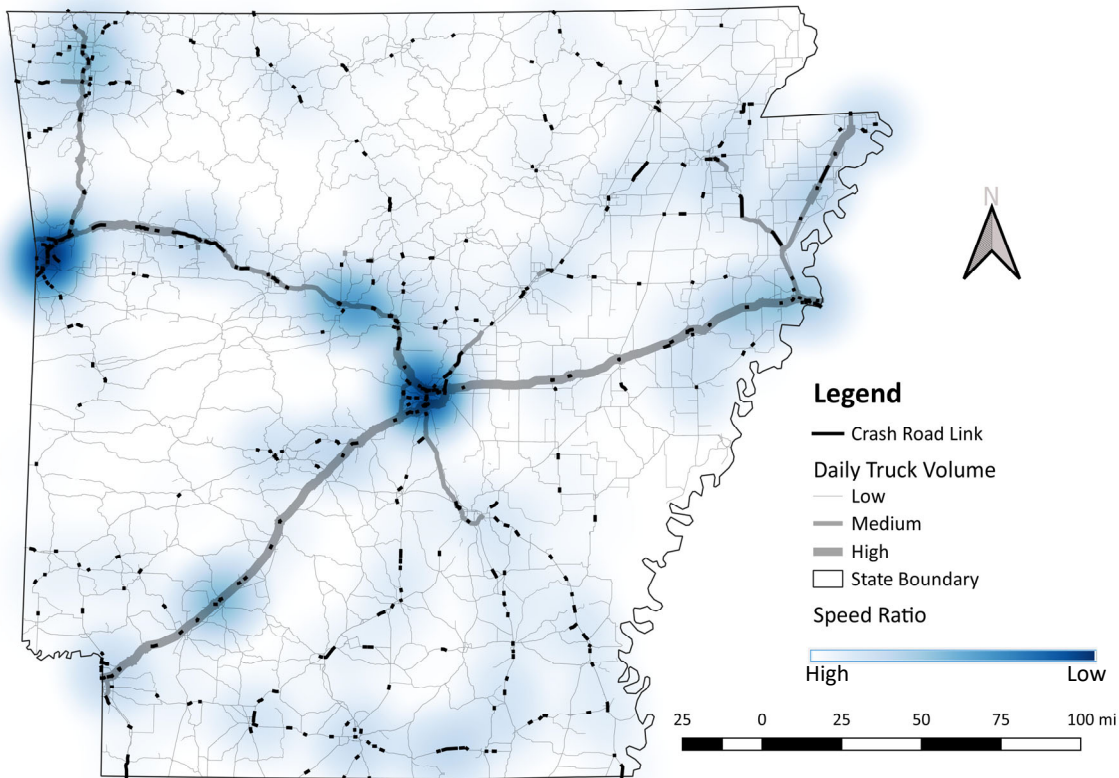 N
Legend
Crash Road Link
Daily Truck Volume
Low
Medium
High
State Boundary
Speed Ratio
High Low
25 0 25 50 75 100 mi